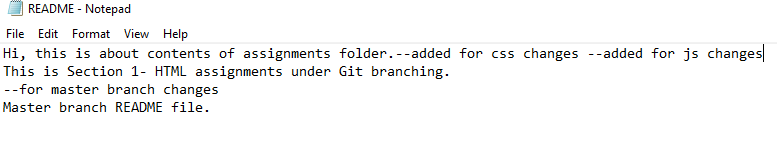 README - Notepad
File Edit Format View Help
Hi, this is about contents of assignments folder.--added for css changes --added for js changes
This is Section 1- HTML assignments under Git branching.
--for master branch changes
Master branch README file.